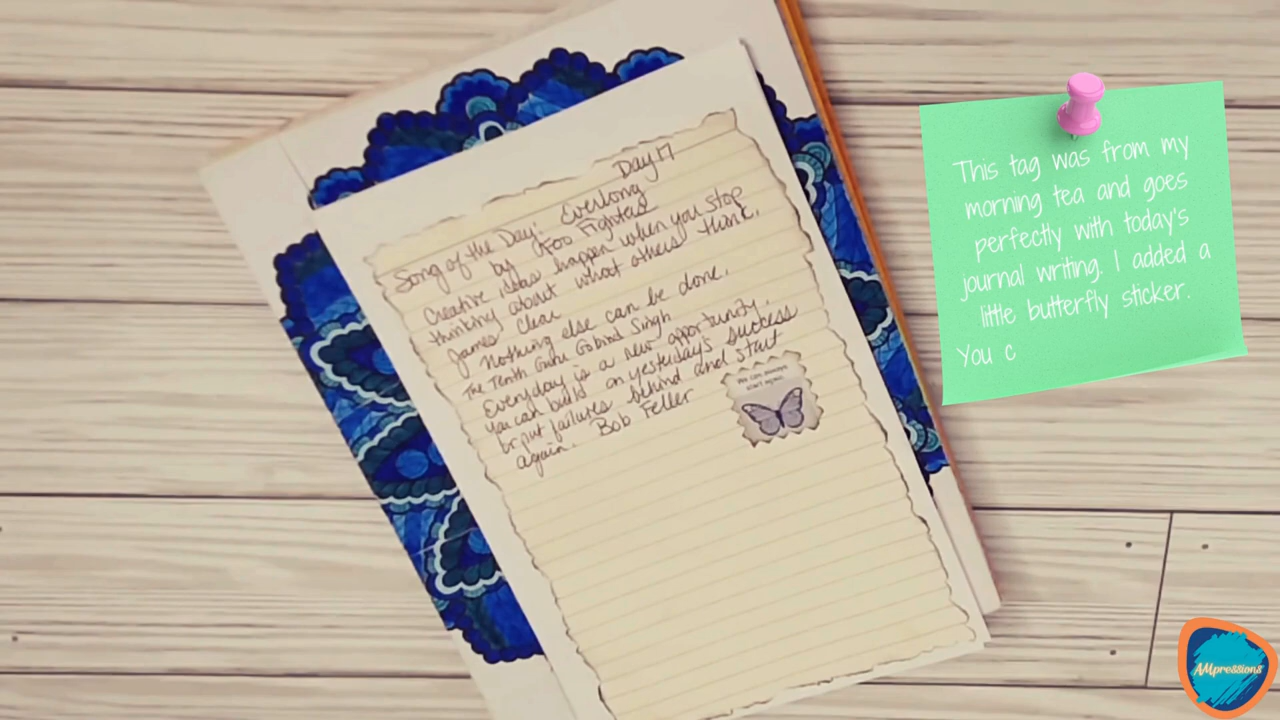 Day 17
Song of the Day: Everlong
by Foo Fighters
Creative ideas happen when you stop
thinking about what others think.
James Clear
Nothing else can be done.
The Tenth Guru Gobind Singh
Everyday is a new opportunity.
You can build on yesterday's success
or put failures behind and start
again. Bob Feller
We can always
start again.
This tag was from my
morning tea and goes
perfectly with today's
journal writing. I added a
little butterfly sticker.
You c
AMpressions